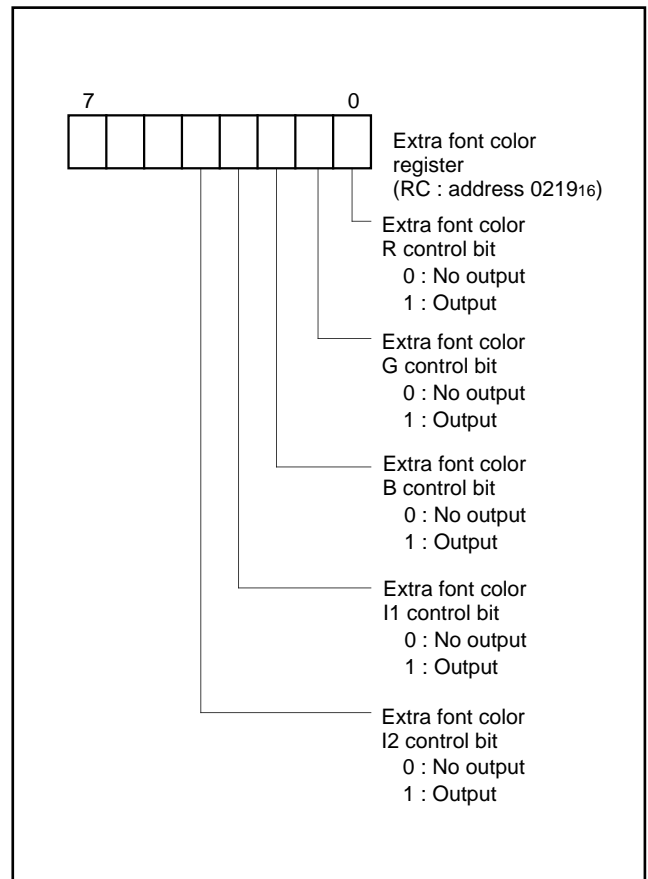 7 0
Extra font color
register
(RC : address 021916)
Extra font color
R control bit
0 : No output
1 : Output
Extra font color
G control bit
0 : No output
1 : Output
Extra font color
B control bit
0 : No output
1 : Output
Extra font color
I1 control bit
0 : No output
1 : Output
Extra font color
I2 control bit
0 : No output
1 : Output